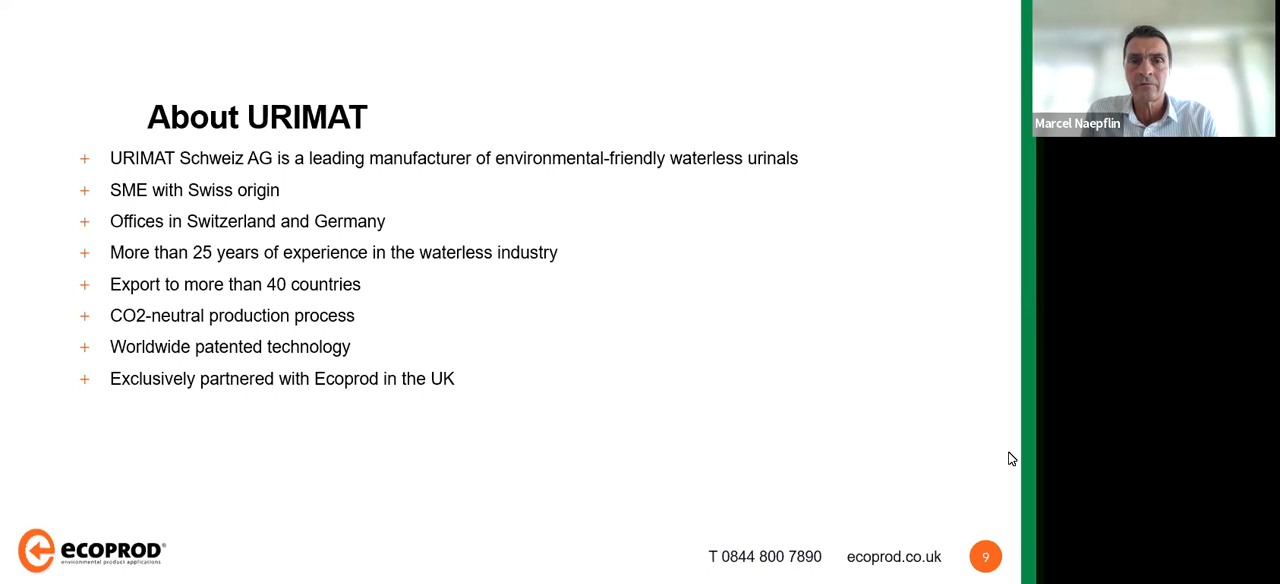 About URIMAT
+ URIMAT Schweiz AG is a leading manufacturer of environmental-friendly waterless urinals
+ SME with Swiss origin
+ Offices in Switzerland and Germany
+ More than 25 years of experience in the waterless industry
+ Export to more than 40 countries
+ CO2-neutral production process
+ Worldwide patented technology
+ Exclusively partnered with Ecoprod in the UK
Marcel Naepflin
ECOPROD®
environmental product applications
T 0844 800 7890 ecoprod.co.uk 9